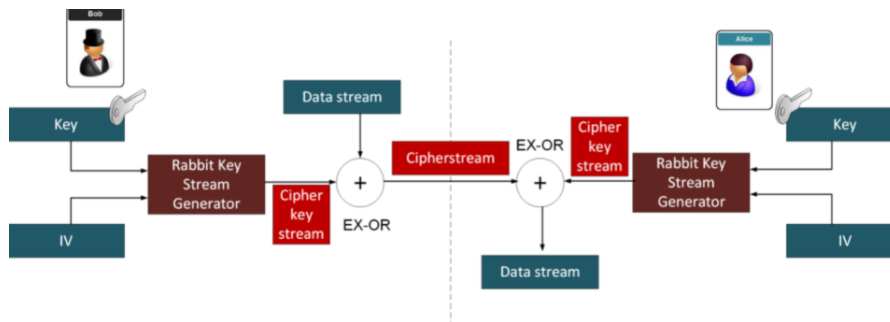 Bob
Key
IV
Rabbit Key
Stream
Generator
Cipher
key
stream
Data stream
+
EX-OR
Cipherstream
EX-OR
+
Data stream
Cipher
key
stream
Rabbit Key
Stream
Generator
Alice
Key
IV